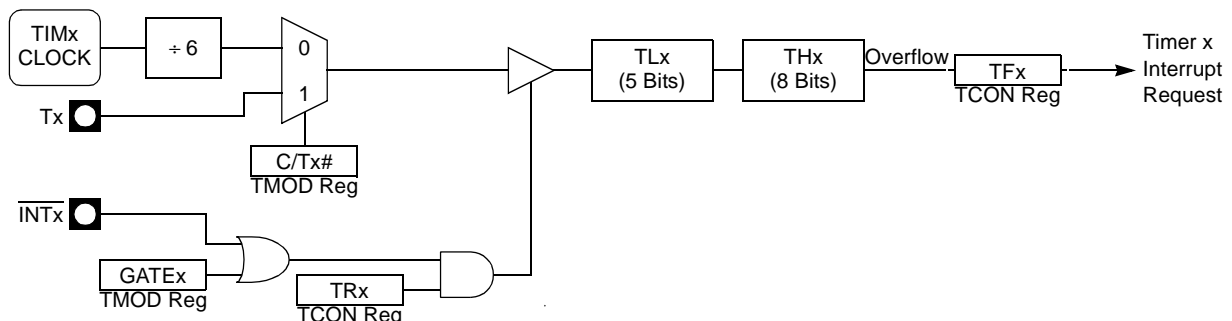 TIMx
CLOCK
÷ 6
0
1
Tx
C/Tx#
TMOD Reg
TLx
(5 Bits)
THx
(8 Bits)
Overflow
TFx
TCON Reg
Timer x
Interrupt
Request
INTx
GATEx
TMOD Reg
TRx
TCON Reg